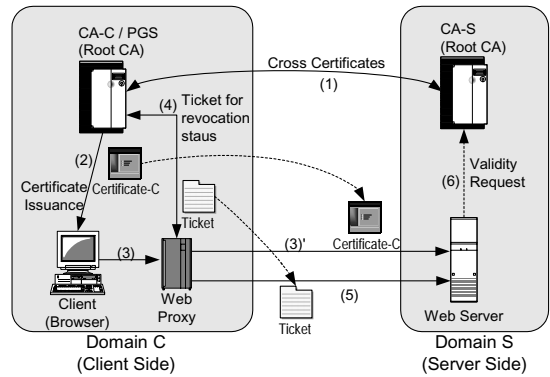 CA-C / PGS
(Root CA)
CA-S
(Root CA)
Cross Certificates
(1)
(4)
Ticket for
revocation
staus
(2)
Certificate-C
Certificate
Issuance
Ticket
(6)
Validity
Request
(3)
(3)'
Certificate-C
Client
(Browser)
Web
Proxy
(5)
Ticket
Web Server
Domain C
(Client Side)
Domain S
(Server Side)